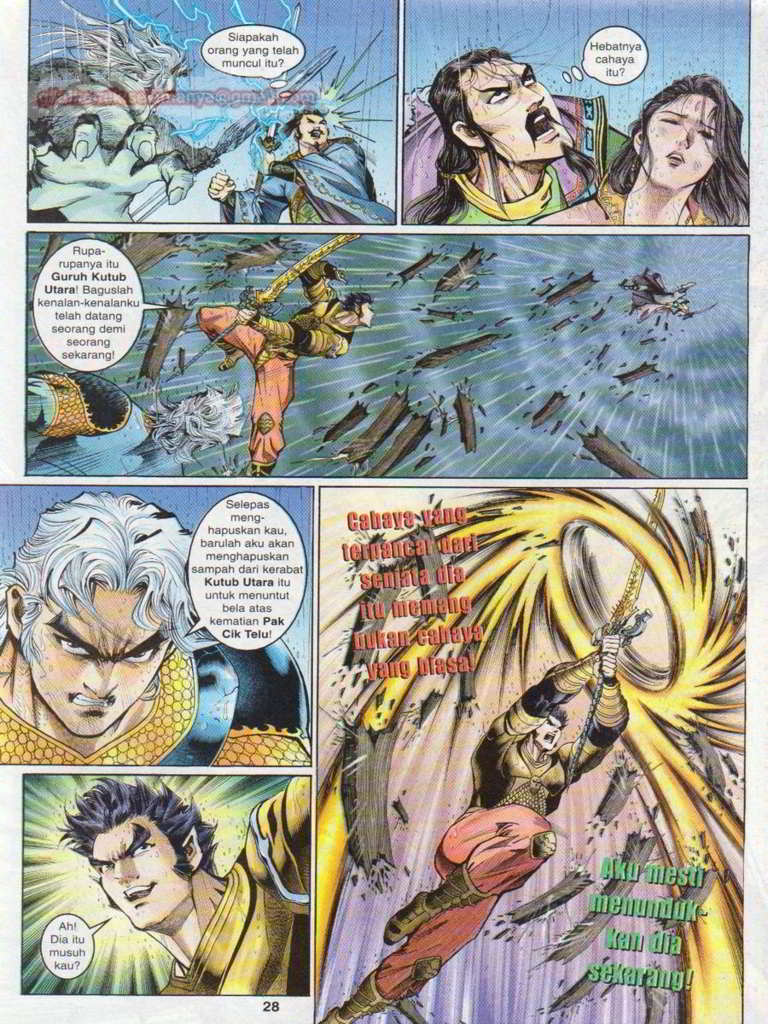 Siapakah
orang yang telah
muncul itu?
Hebatnya
cahaya
itu?
Rupa-
rupanya itu
Guruh Kutub
Utara! Baguslah
kenalan-kenalanku
telah datang
seorang demi
seorang
sekarang!
Selepas
meng-
hapuskan kau,
barulah aku akan
menghapuskan
sampah dari kerabat
Kutub Utara itu
untuk menuntut
bela atas
kematian Pak
Cik Telu!
Cahaya yang
terpancar dari
senjata dia
itu memang
bukan cahaya
yang biasa!
Ah!
Dia itu
musuh
kau?
Aku mesti
menunduk-
kan dia
sekarang!
28